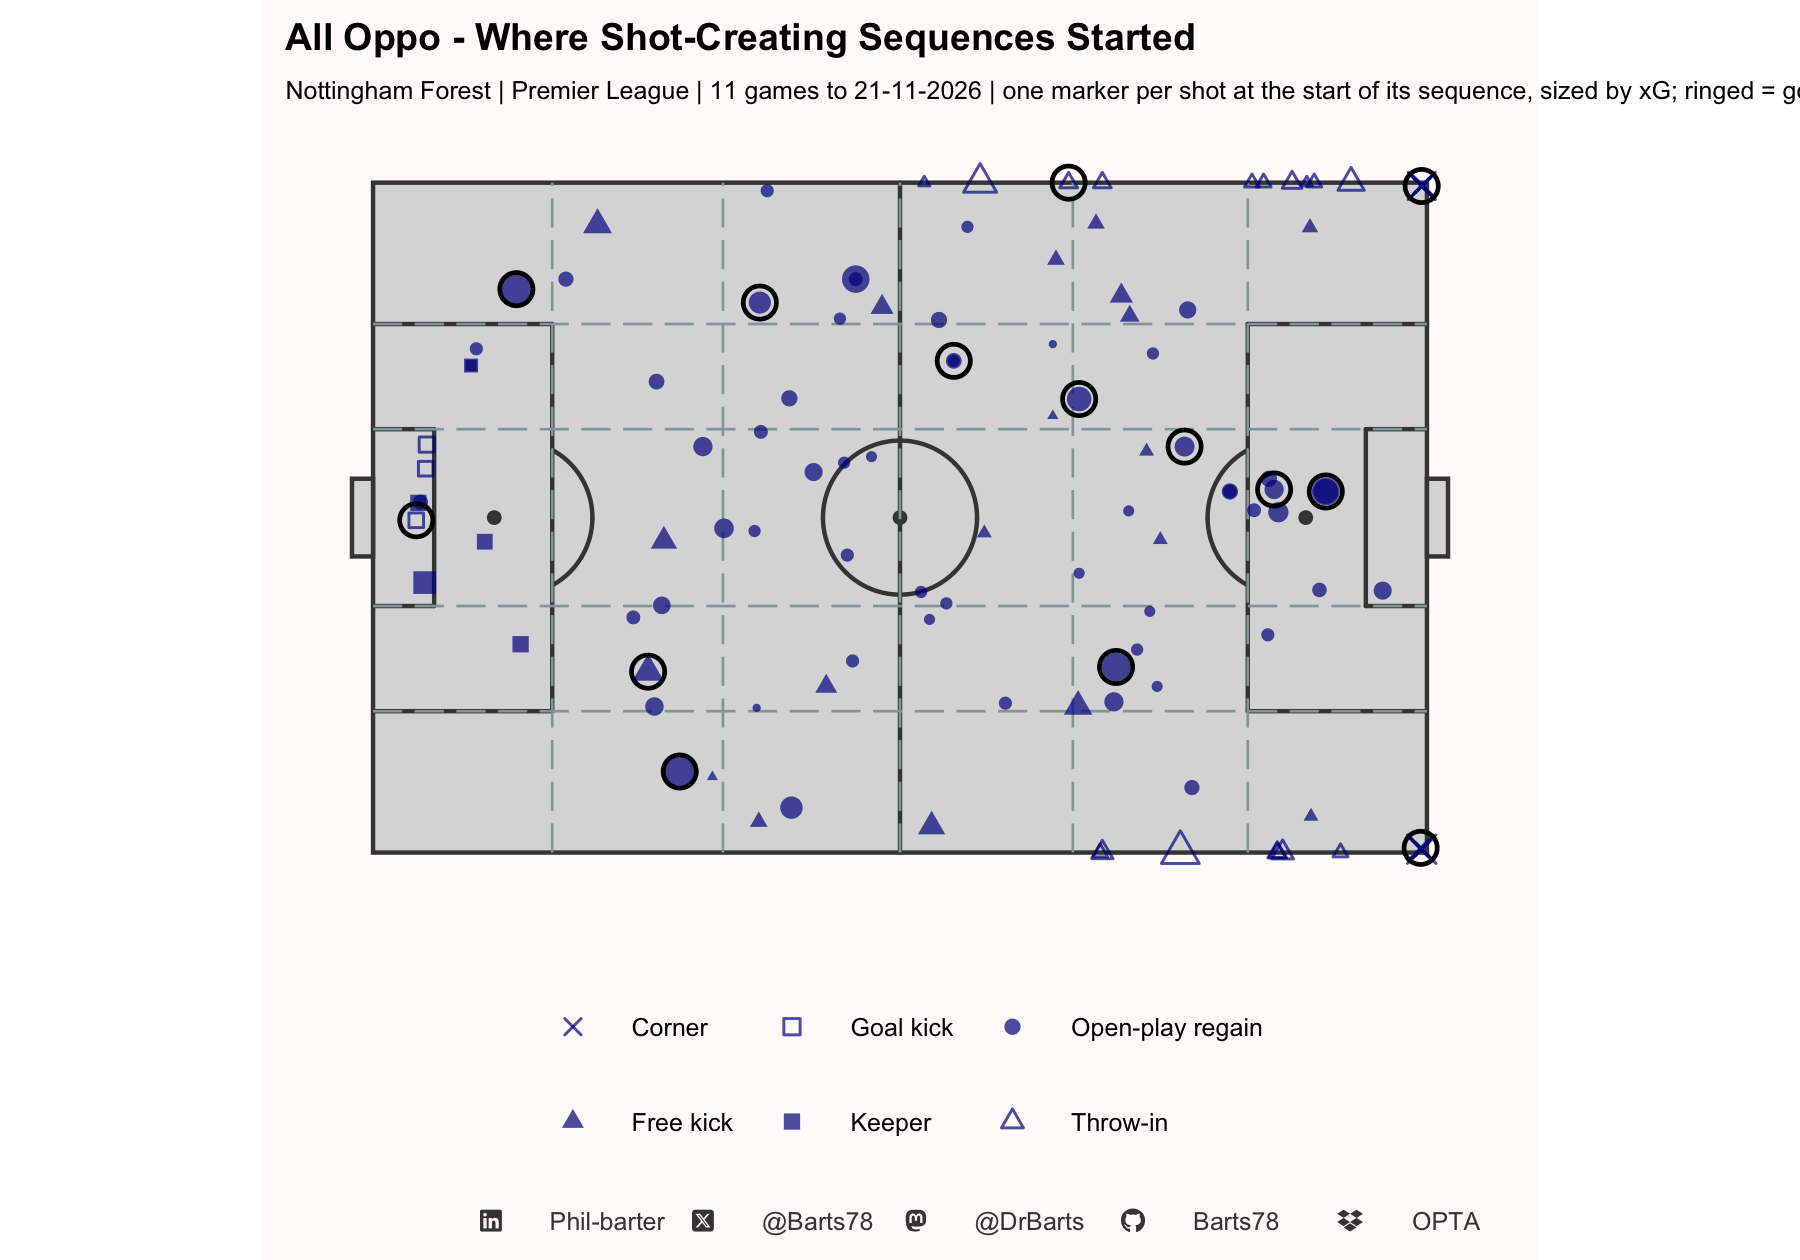 All Oppo - Where Shot-Creating Sequences Started
Nottingham Forest | Premier League | 11 games to 21-11-2026 | one marker per shot at the start of its sequence, sized by xG; ringed =
Corner
Goal kick
Open-play regain
Free kick
Keeper
Throw-in
Phil-barter
@Barts78
@DrBarts
Barts78
OPTA